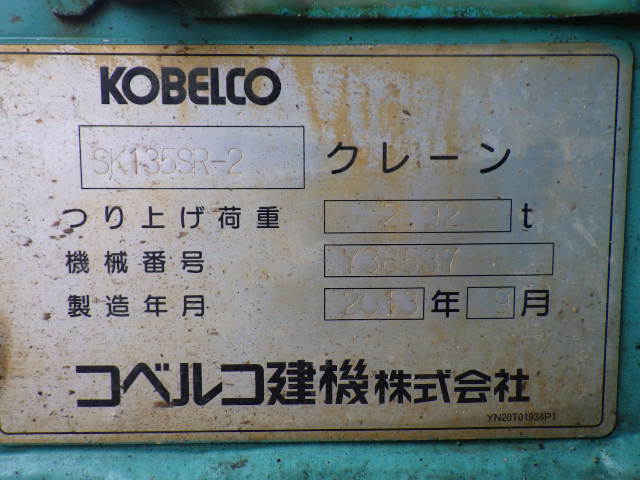 KOBELCO
SK135SR-2 クレーン
つり上げ荷重 2.92 t
機械番号 Y38537
製造年月 2013 年 9 月
コベルコ建機株式会社
YN20T01934P1